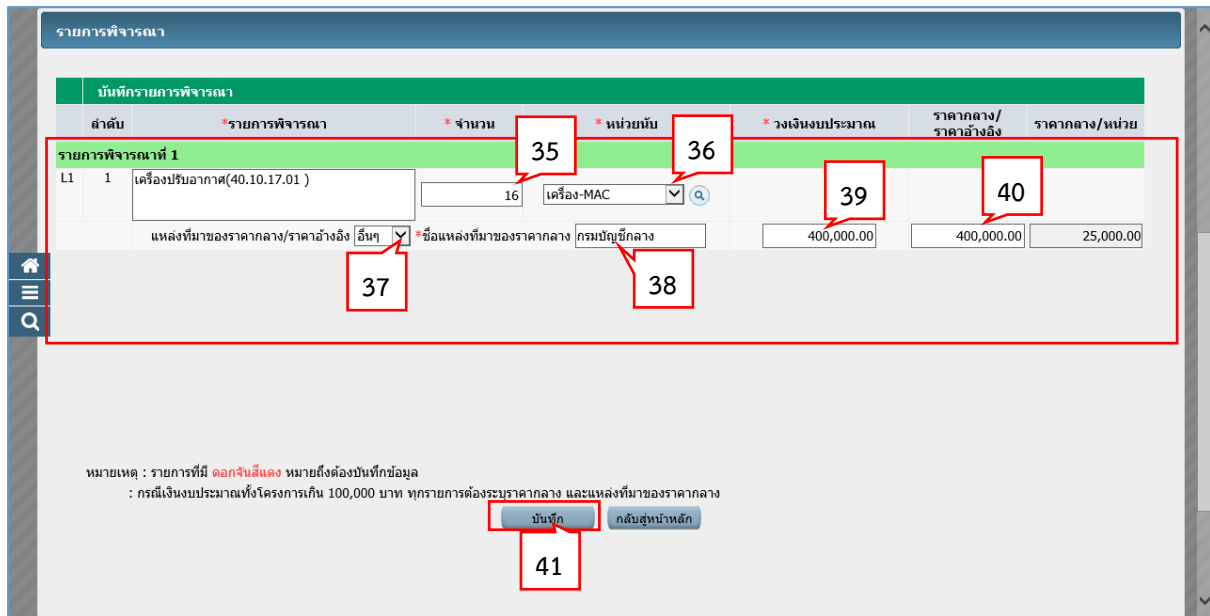 รายการพิจารณา
บันทึกรายการพิจารณา
ลำดับ *รายการพิจารณา * จำนวน * หน่วยนับ * วงเงินงบประมาณ ราคากลาง/ ราคากลาง/หน่วย
ราคาอ้างอิง
35 36
รายการพิจารณาที่ 1
L1 1 เครื่องปรับอากาศ(40.10.17.01 ) 16 เครื่อง-MAC
39 40
แหล่งที่มาของราคากลาง/ราคาอ้างอิง อื่นๆ *ชื่อแหล่งที่มาของราคากลาง กรมบัญชีกลาง 400,000.00 400,000.00 25,000.00
37 38
หมายเหตุ : รายการที่มี ดอกจันสีแดง หมายถึงต้องบันทึกข้อมูล
: กรณีเงินงบประมาณทั้งโครงการเกิน 100,000 บาท ทุกรายการต้องระบุราคากลาง และแหล่งที่มาของราคากลาง
บันทึก กลับสู่หน้าหลัก
41